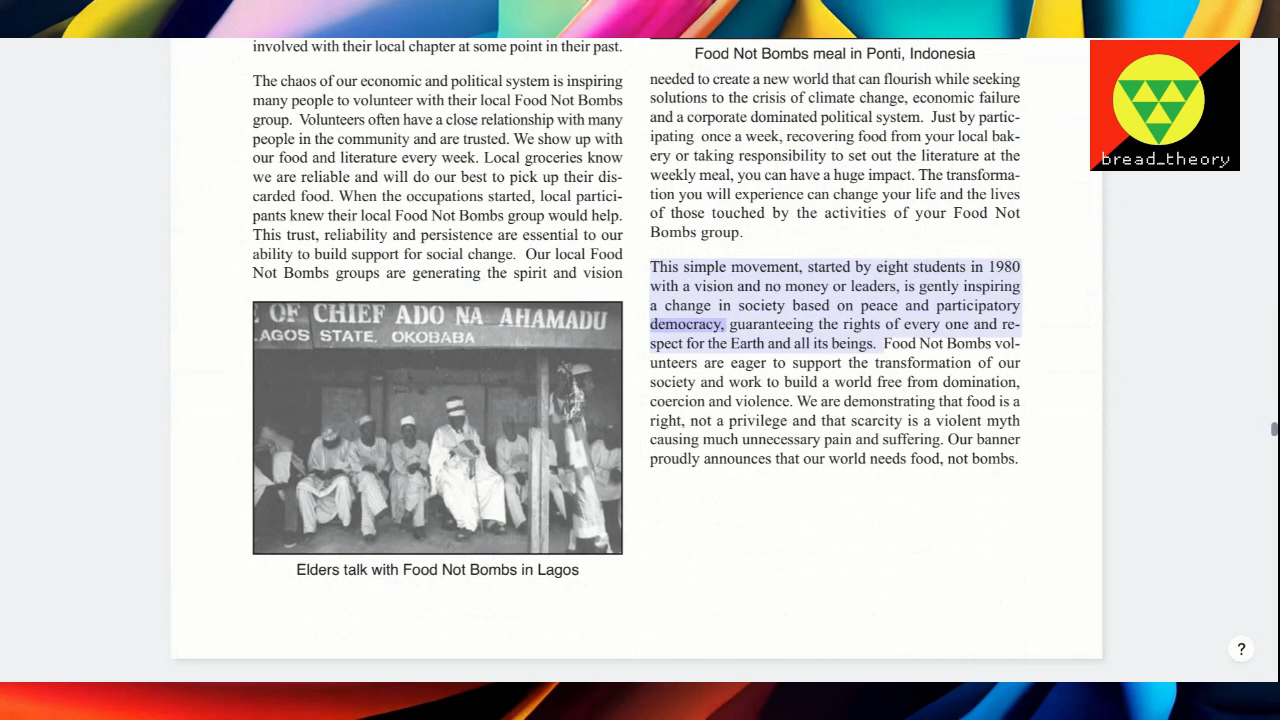 involved with their local chapter at some point in their past.
The chaos of our economic and political system is inspiring
many people to volunteer with their local Food Not Bombs
group.  Volunteers often have a close relationship with many
people in the community and are trusted. We show up with
our food and literature every week. Local groceries know
we are reliable and will do our best to pick up their dis-
carded food. When the occupations started, local partici-
pants knew their local Food Not Bombs group would help.
This trust, reliability and persistence are essential to our
ability to build support for social change.  Our local Food
Not Bombs groups are generating the spirit and vision
OF CHIEF ADO NA AHAMADU
LAGOS STATE, OKOBABA
Elders talk with Food Not Bombs in Lagos
Food Not Bombs meal in Ponti, Indonesia
needed to create a new world that can flourish while seeking
solutions to the crisis of climate change, economic failure
and a corporate dominated political system.  Just by partic-
ipating  once a week, recovering food from your local bak-
ery or taking responsibility to set out the literature at the
weekly meal, you can have a huge impact. The transforma-
tion you will experience can change your life and the lives
of those touched by the activities of your Food Not
Bombs group.
This simple movement, started by eight students in 1980
with a vision and no money or leaders, is gently inspiring
a change in society based on peace and participatory
democracy, guaranteeing the rights of every one and re-
spect for the Earth and all its beings.  Food Not Bombs vol-
unteers are eager to support the transformation of our
society and work to build a world free from domination,
coercion and violence. We are demonstrating that food is a
right, not a privilege and that scarcity is a violent myth
causing much unnecessary pain and suffering. Our banner
proudly announces that our world needs food, not bombs.
bread_theory
?